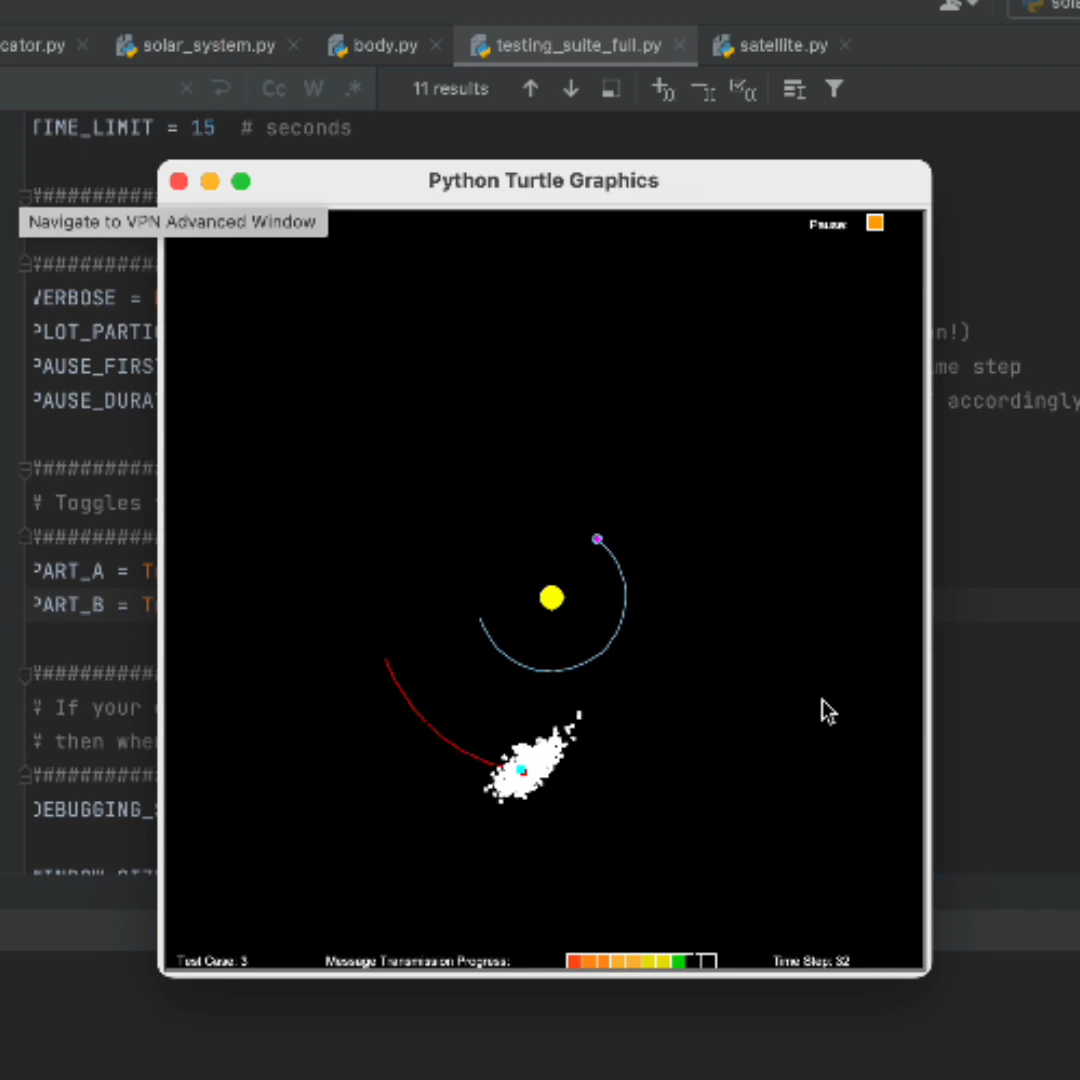 cator.py solar_system.py body.py testing_suite_full.py satellite.py
Cc W .* 11 results
TIME_LIMIT = 15 # seconds
Python Turtle Graphics
##########
Navigate to VPN Advanced Window
Pause:
##########
VERBOSE =
PLOT_PARTI n!)
PAUSE_FIRS me step
PAUSE_DURA accordingly
##########
# Toggles
##########
PART_A = T
PART_B = T
##########
# If your
# then whe
##########
DEBUGGING_
Test Case: 3 Message Transmission Progress: Time Step: 32